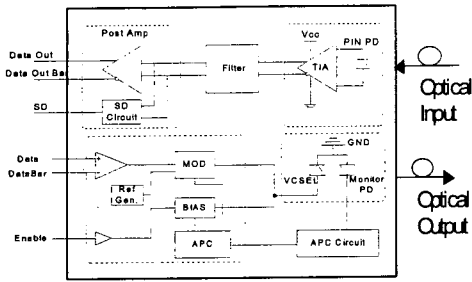 Post Amp
Vcc
PIN PD
Data Out
Data Out Bar
Filter
TIA
SD
SD
Circuit
Optical
Input
GND
Data
DataBar
MOD
VCSEL
Monitor
PD
Ref
Gen.
BIAS
Optical
Output
Enable
APC
APC Circuit